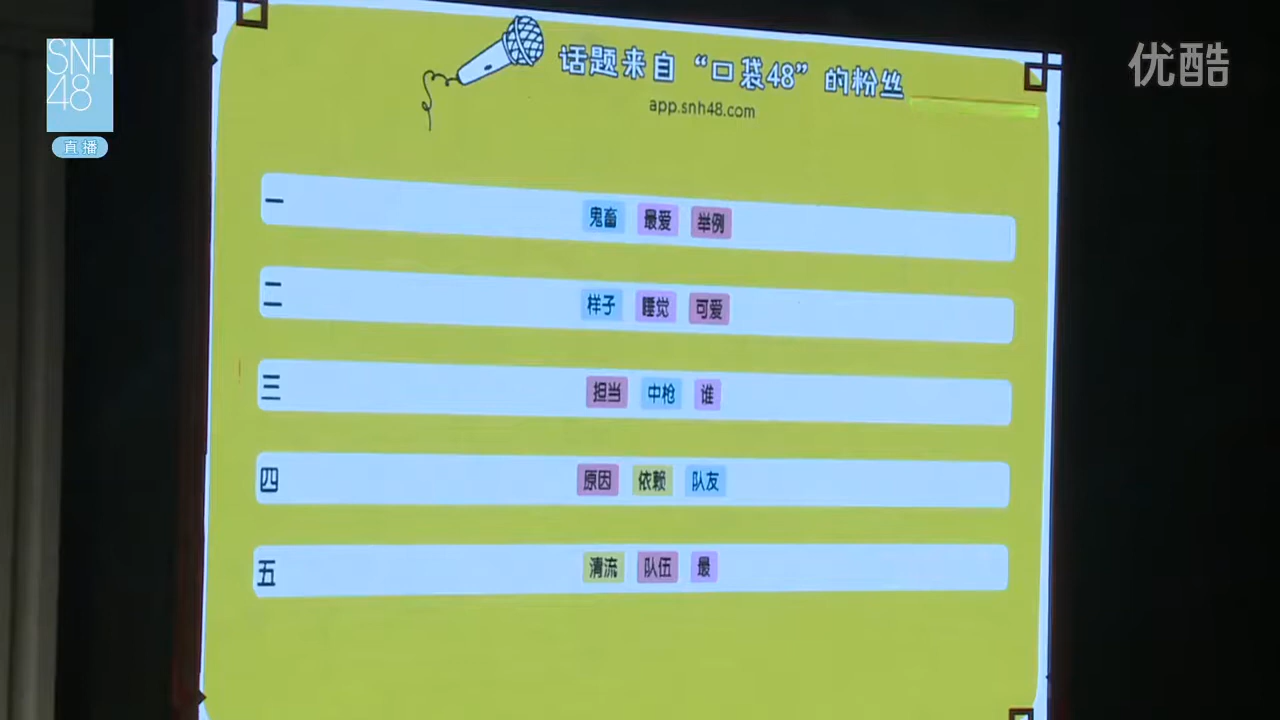 SNH
48
直播
优酷
话题来自“口袋48”的粉丝
app.snh48.com
一 鬼畜 最爱 举例
二 样子 睡觉 可爱
三 担当 中枪 谁
四 原因 依赖 队友
五 清流 队伍 最